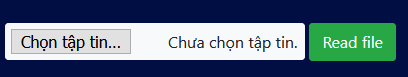 Chọn tập tin... Chưa chọn tập tin. Read file